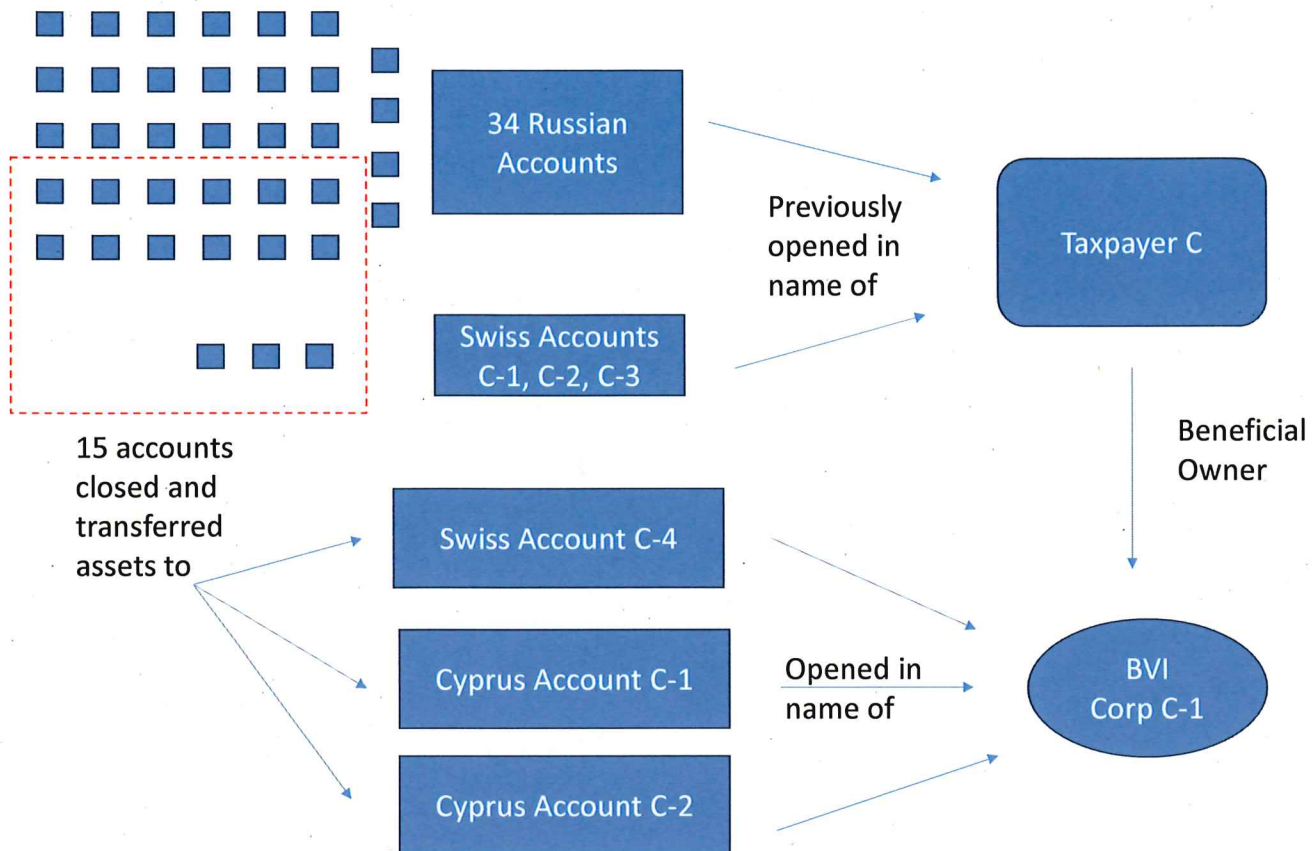 34 Russian
Accounts
Previously
opened in
name of
Taxpayer C
Swiss Accounts
C-1, C-2, C-3
15 accounts
closed and
transferred
assets to
Beneficial
Owner
Swiss Account C-4
Cyprus Account C-1
Opened in
name of
BVI
Corp C-1
Cyprus Account C-2